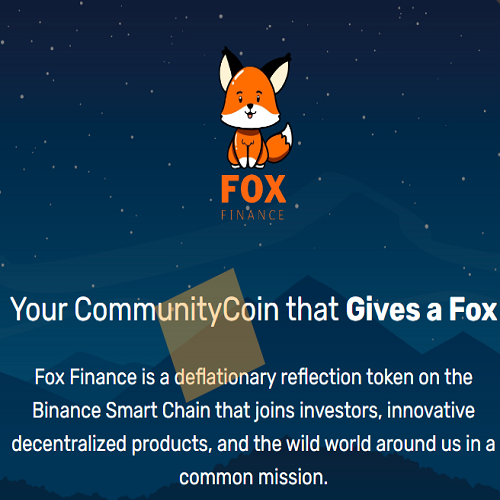 FOX
FINANCE
Your CommunityCoin that Gives a Fox
Fox Finance is a deflationary reflection token on the
Binance Smart Chain that joins investors, innovative
decentralized products, and the wild world around us in a
common mission.